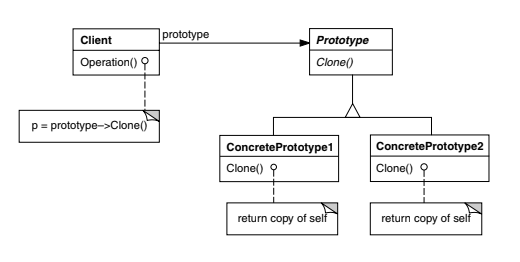 Client
Operation()
prototype
Prototype
Clone()
p = prototype–>Clone()
ConcretePrototype1
Clone()
ConcretePrototype2
Clone()
return copy of self
return copy of self